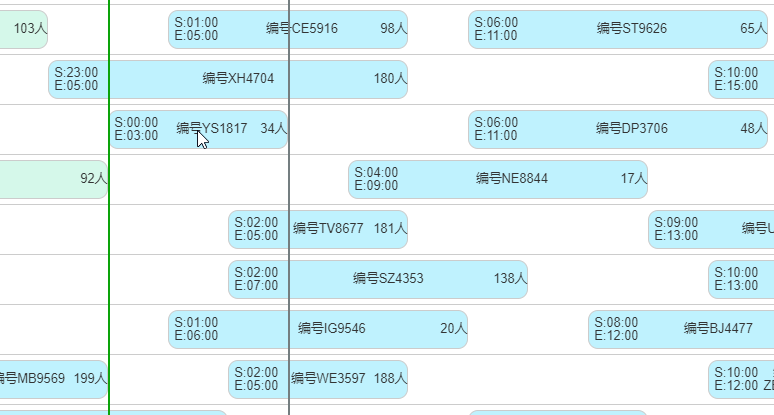 103人
S:01:00
E:05:00
编号CE5916
98人
S:06:00
E:11:00
编号ST9626
65人
S:23:00
E:05:00
编号XH4704
180人
S:10:00
E:15:00
S:00:00
E:03:00
编号YS1817
34人
S:06:00
E:11:00
编号DP3706
48人
92人
S:04:00
E:09:00
编号NE8844
17人
S:02:00
E:05:00
编号TV8677
181人
S:09:00
E:13:00
编号U
S:02:00
E:07:00
编号SZ4353
138人
S:10:00
E:13:00
S:01:00
E:06:00
编号IG9546
20人
S:08:00
E:12:00
编号BJ4477
编号MB9569
199人
S:02:00
E:05:00
编号WE3597
188人
S:10:00
E:12:00